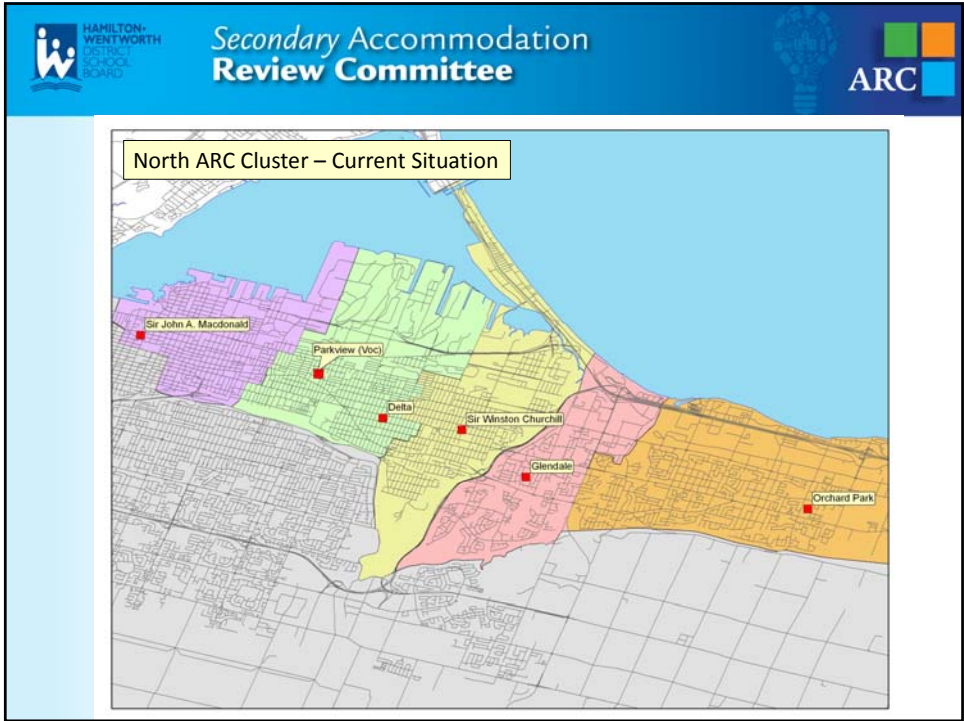 HAMILTON-
WENTWORTH
DISTRICT
SCHOOL
BOARD
Secondary Accommodation
Review Committee
ARC
North ARC Cluster – Current Situation
Sir John A. Macdonald
Parkview (Voc)
Delta
Sir Winston Churchill
Glendale
Orchard Park